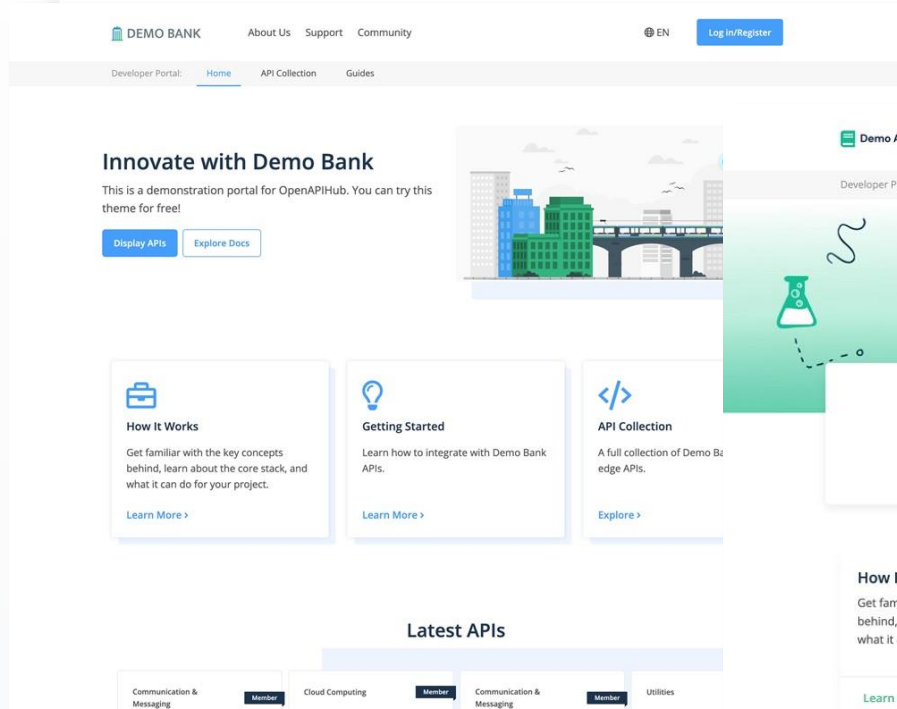 DEMO BANK
About Us Support Community
EN
Log in/Register
Developer Portal: Home API Collection Guides
Innovate with Demo Bank
This is a demonstration portal for OpenAPIHub. You can try this
theme for free!
Display APIs Explore Docs
How It Works
Get familiar with the key concepts
behind, learn about the core stack, and
what it can do for your project.
Learn More >
Getting Started
Learn how to integrate with Demo Bank
APIs.
Learn More >
API Collection
A full collection of Demo Ba
edge APIs.
Explore >
Latest APIs
Communication &
Messaging
Member
Cloud Computing
Member
Communication &
Messaging
Member
Utilities
Demo A
Developer P
How I
Get fam
behind,
what it
Learn